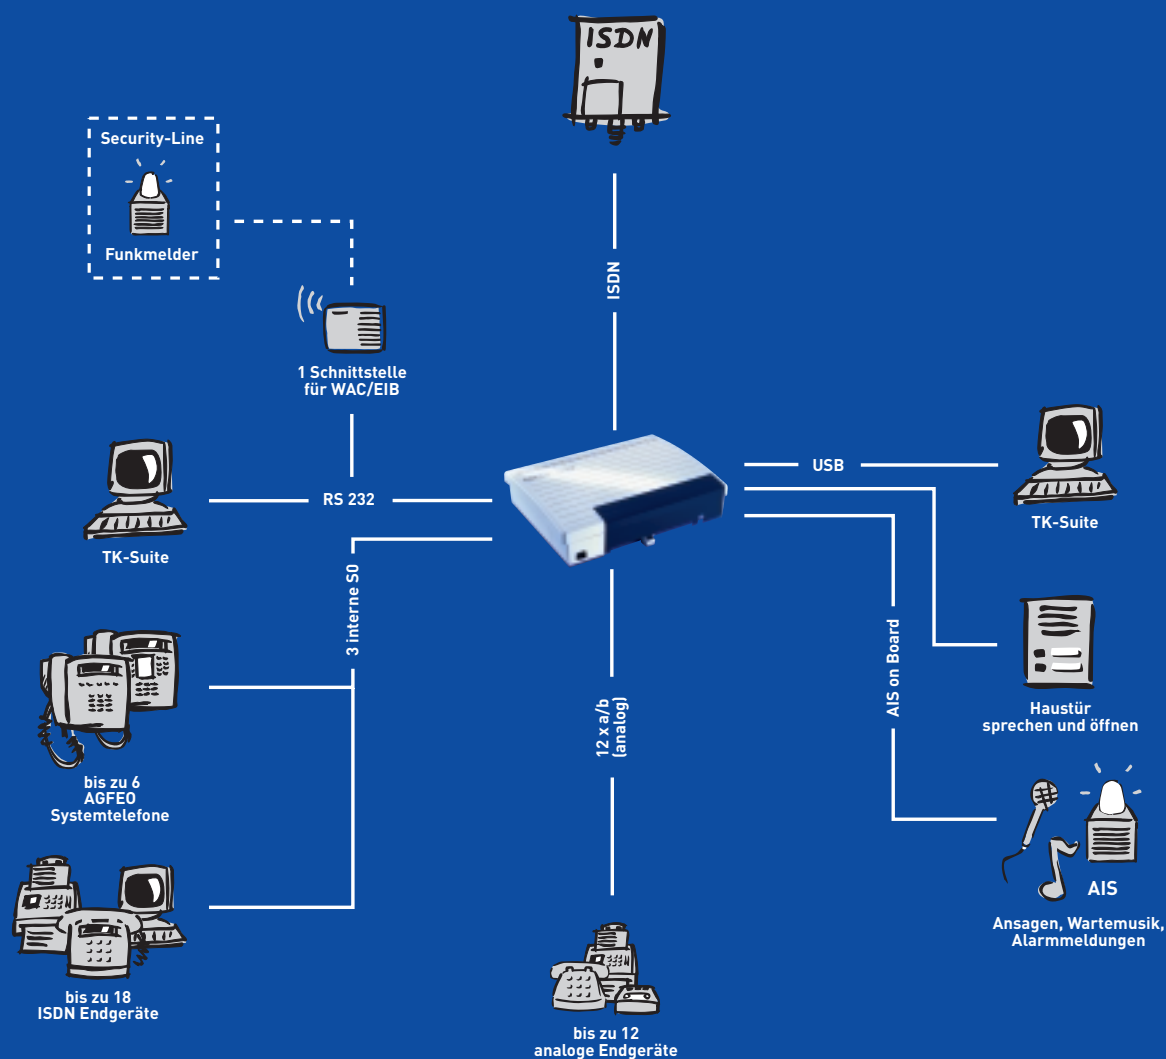 ISDN
Security-Line
Funkmelder
ISDN
1 Schnittstelle
für WAC/EIB
USB
RS 232
TK-Suite
TK-Suite
3 interne S0
12 x a/b
(analog)
AIS on Board
Haustür
sprechen und öffnen
bis zu 6
AGFEO
Systemtelefone
AIS
Ansagen, Wartemusik,
Alarmmeldungen
bis zu 18
ISDN Endgeräte
bis zu 12
analoge Endgeräte